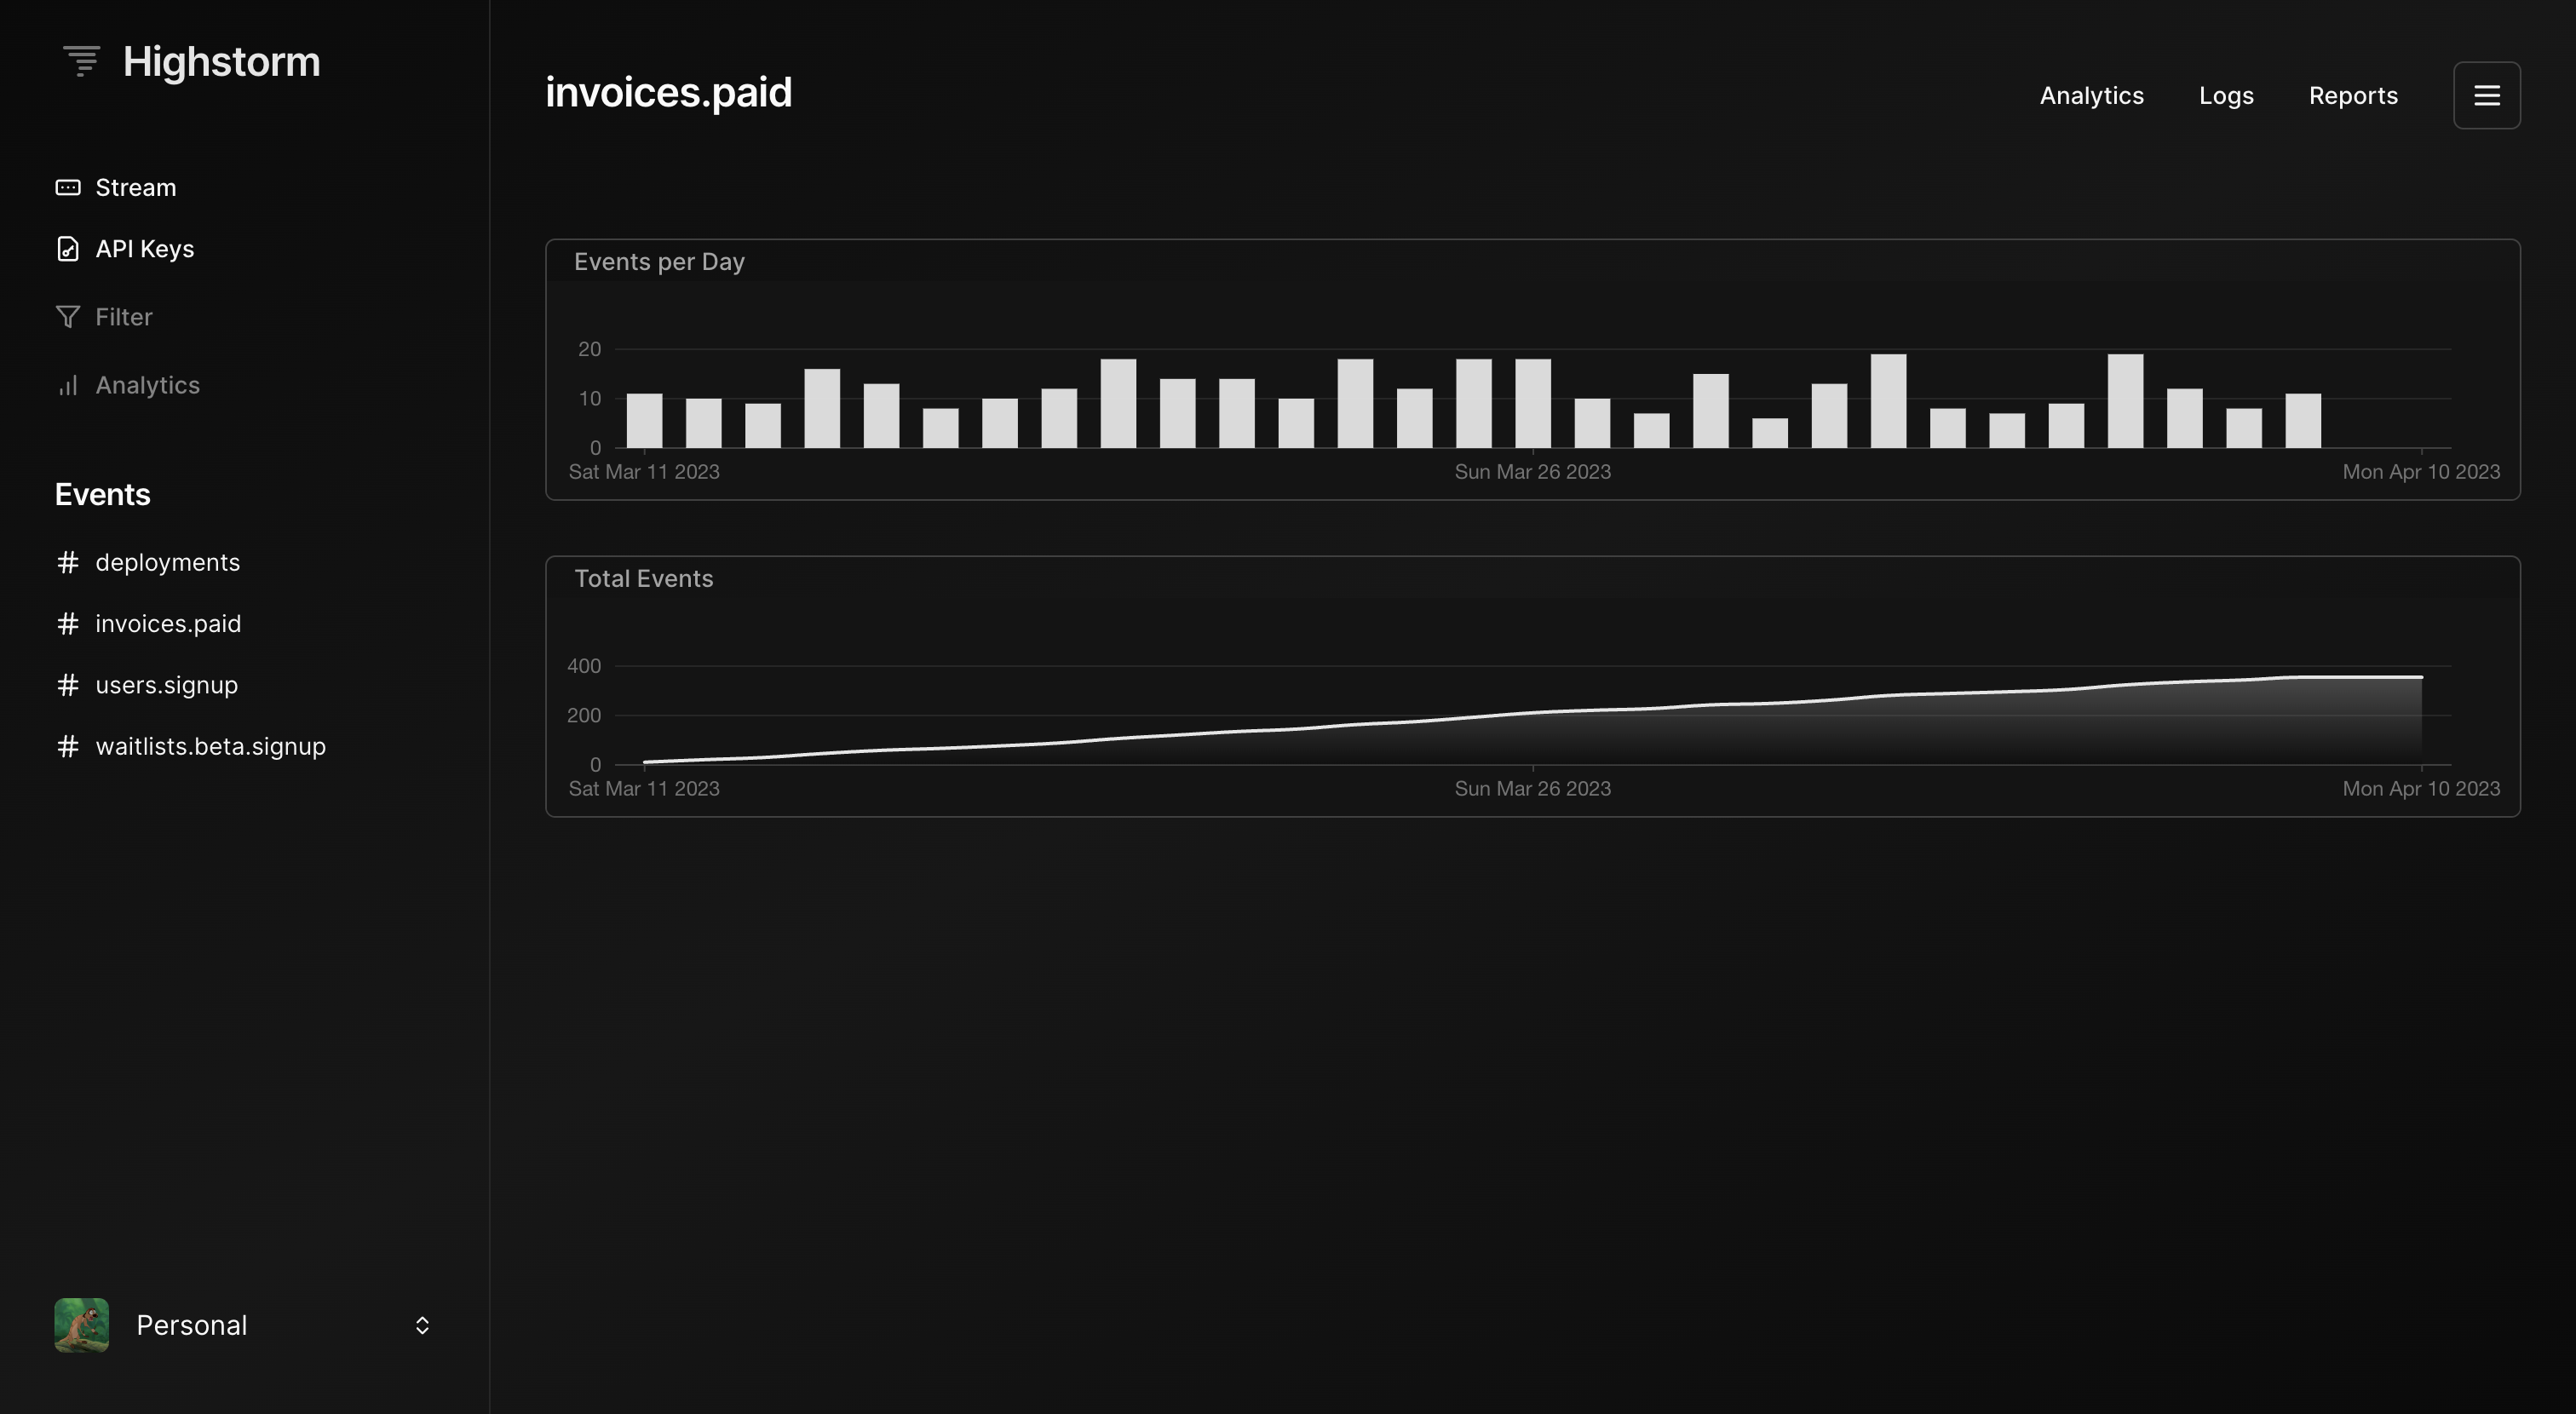 Highstorm
Stream
API Keys
Filter
Analytics
Events
deployments
invoices.paid
users.signup
waitlists.beta.signup
Personal
invoices.paid
Analytics Logs Reports
Events per Day
20
10
0
Sat Mar 11 2023 Sun Mar 26 2023 Mon Apr 10 2023
Total Events
400
200
0
Sat Mar 11 2023 Sun Mar 26 2023 Mon Apr 10 2023